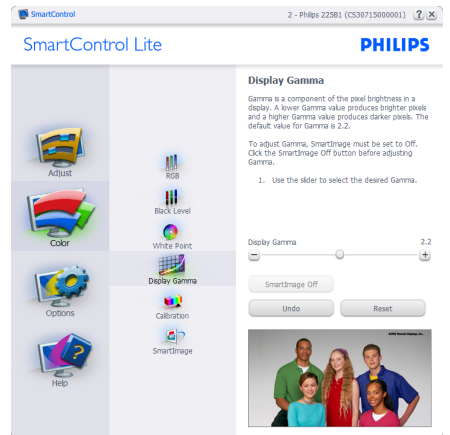 SmartControl
2 - Philips 225B1 (CS30715000001)
?
SmartControl Lite
PHILIPS
Adjust
Color
Options
Help
RGB
Black Level
White Point
Display Gamma
Calibration
SmartImage
Display Gamma
Gamma is a component of the pixel brightness in a
display. A lower Gamma value produces brighter pixels
and a higher Gamma value produces darker pixels. The
default value for Gamma is 2.2.
To adjust Gamma, SmartImage must be set to Off.
Click the SmartImage Off button before adjusting
Gamma.
1. Use the slider to select the desired Gamma.
Display Gamma 2.2
SmartImage Off
Undo Reset